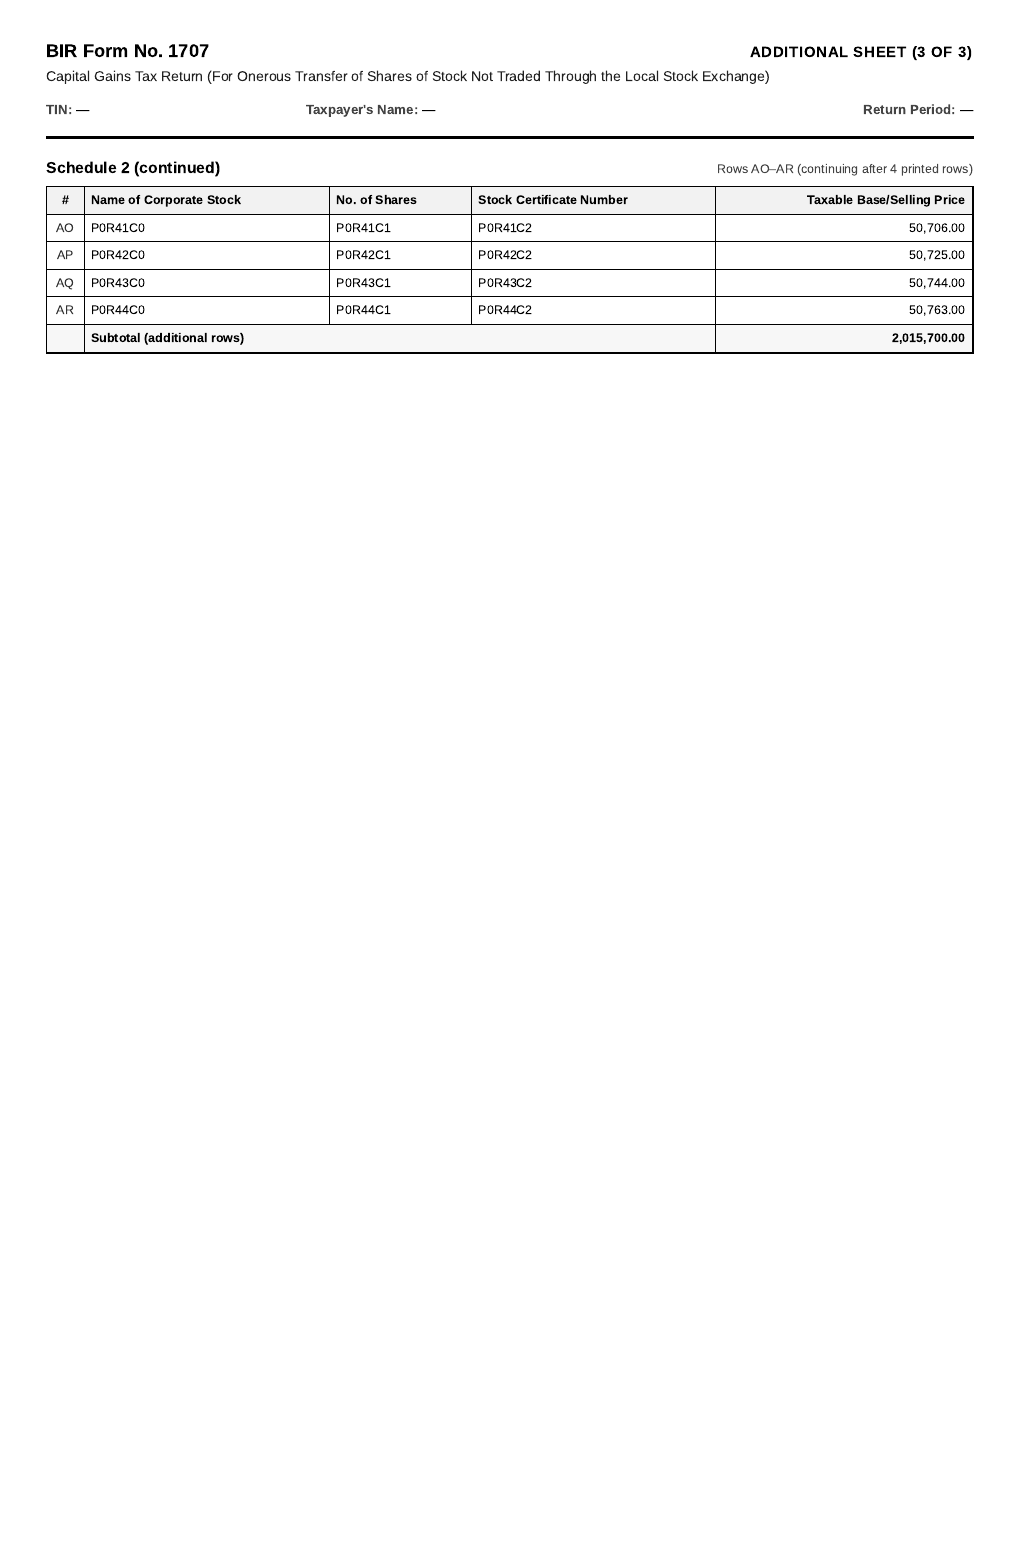 BIR Form No. 1707 ADDITIONAL SHEET (3 OF 3)
Capital Gains Tax Return (For Onerous Transfer of Shares of Stock Not Traded Through the Local Stock Exchange)
TIN: — Taxpayer's Name: — Return Period: —
Schedule 2 (continued) Rows AO–AR (continuing after 4 printed rows)
# Name of Corporate Stock No. of Shares Stock Certificate Number Taxable Base/Selling Price
AO P0R41C0 P0R41C1 P0R41C2 50,706.00
AP P0R42C0 P0R42C1 P0R42C2 50,725.00
AQ P0R43C0 P0R43C1 P0R43C2 50,744.00
AR P0R44C0 P0R44C1 P0R44C2 50,763.00
Subtotal (additional rows) 2,015,700.00